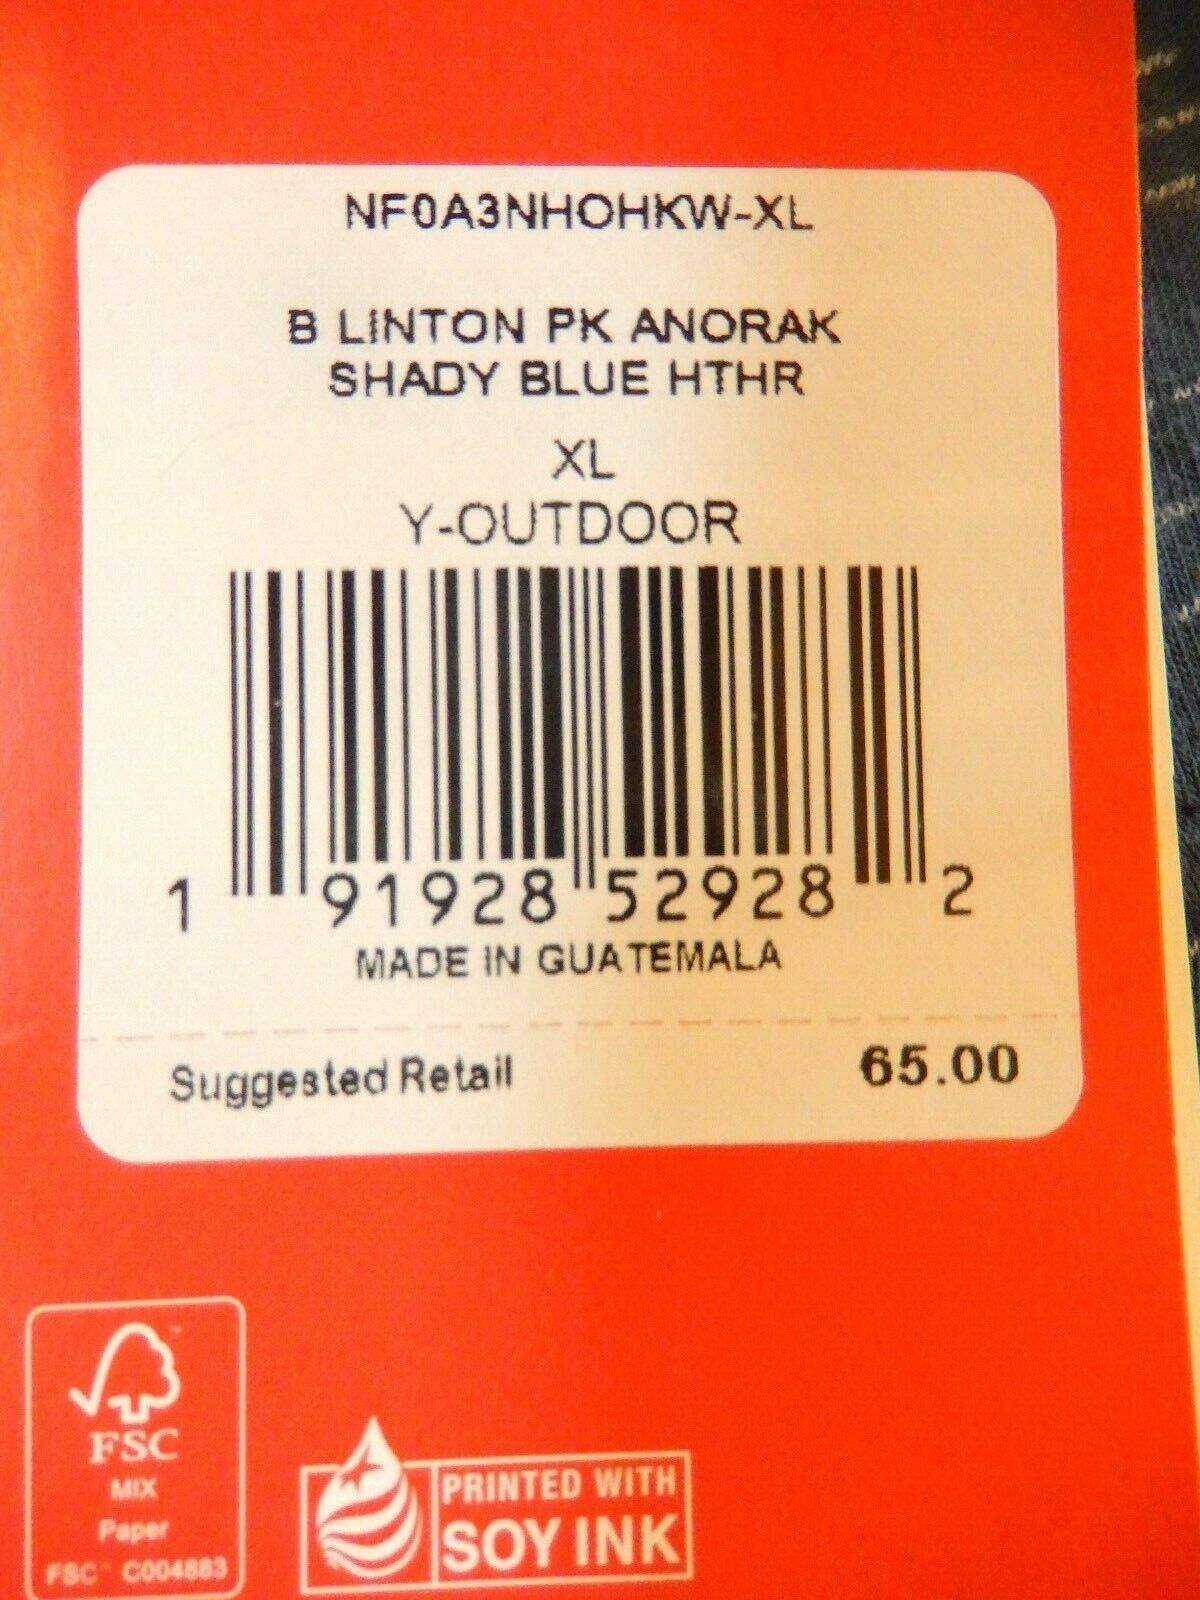 NF0A3NHOHKW-XL
B LINTON PK ANORAK
SHADY BLUE HTHR
XL
Y-OUTDOOR
1 91928 52928 2
MADE IN GUATEMALA
Suggested Retail 65.00
FSC
MIX
Paper
FSC™ C004883
PRINTED WITH
SOY INK